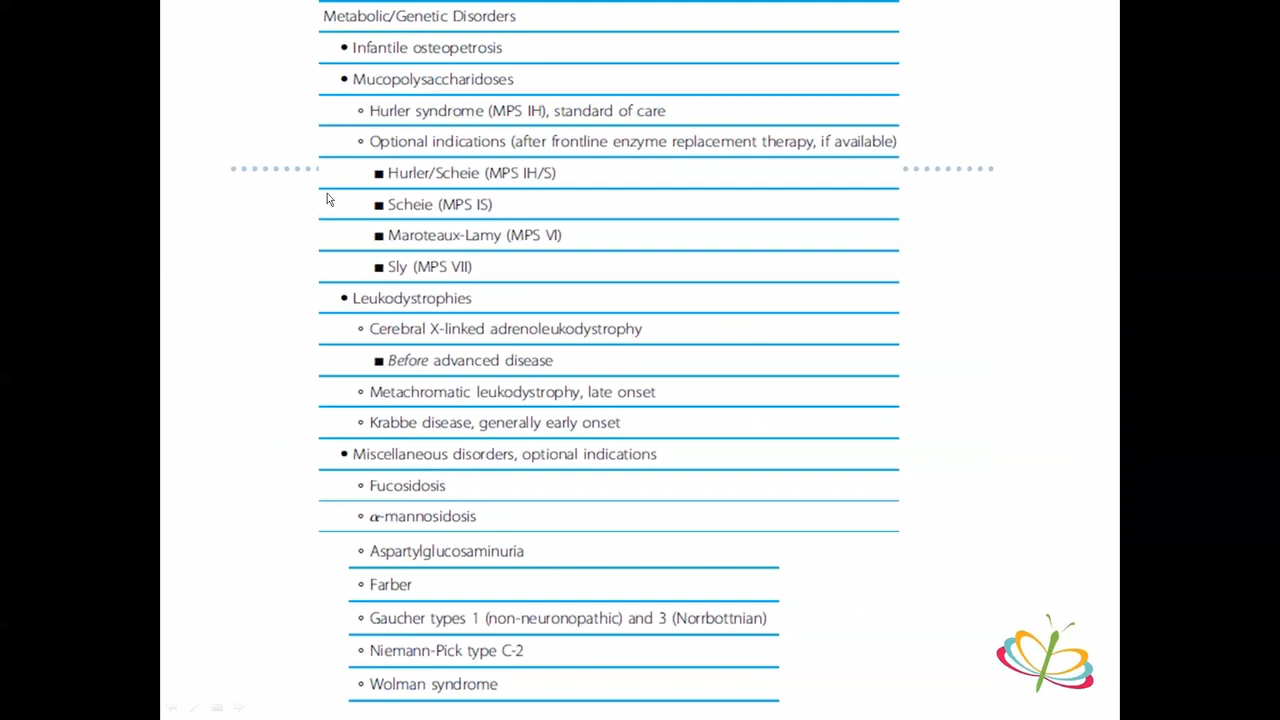 Metabolic/Genetic Disorders
• Infantile osteopetrosis
• Mucopolysaccharidoses
∘ Hurler syndrome (MPS IH), standard of care
∘ Optional indications (after frontline enzyme replacement therapy, if available)
■ Hurler/Scheie (MPS IH/S)
■ Scheie (MPS IS)
■ Maroteaux-Lamy (MPS VI)
■ Sly (MPS VII)
• Leukodystrophies
∘ Cerebral X-linked adrenoleukodystrophy
■ Before advanced disease
∘ Metachromatic leukodystrophy, late onset
∘ Krabbe disease, generally early onset
• Miscellaneous disorders, optional indications
∘ Fucosidosis
∘ α-mannosidosis
∘ Aspartylglucosaminuria
∘ Farber
∘ Gaucher types 1 (non-neuronopathic) and 3 (Norrbottnian)
∘ Niemann-Pick type C-2
∘ Wolman syndrome